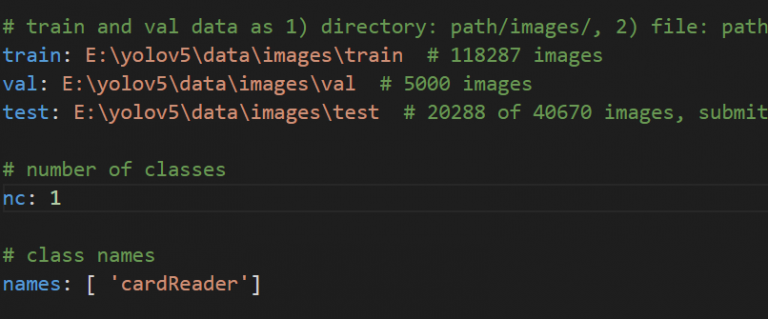 # train and val data as 1) directory: path/images/, 2) file: path
train: E:\yolov5\data\images\train  # 118287 images
val: E:\yolov5\data\images\val  # 5000 images
test: E:\yolov5\data\images\test  # 20288 of 40670 images, submit
# number of classes
nc: 1
# class names
names: [ 'cardReader']